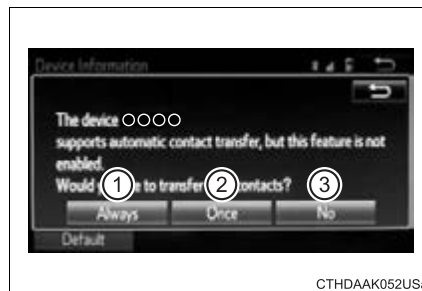 Device Information
The device ○○○○
supports automatic contact transfer, but this feature is not
enabled.
Would to transfer contacts?
1 2 3
Always Once No
Default
CTHDAAK052USa